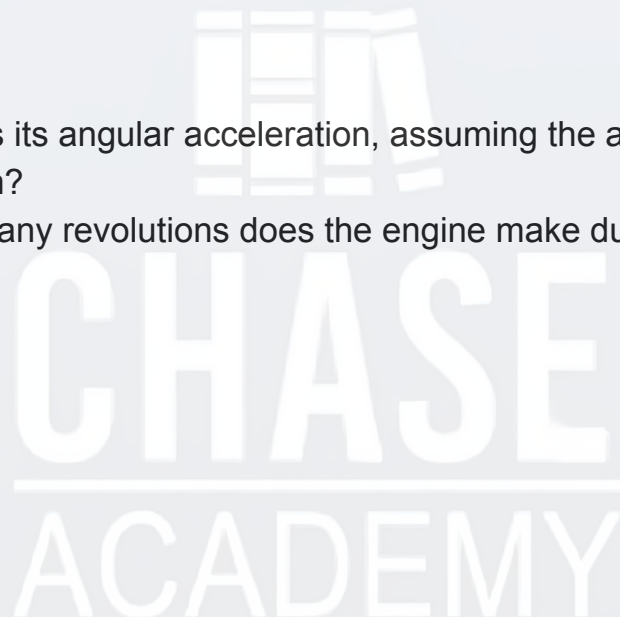 s its angular acceleration, assuming the a
n?
any revolutions does the engine make du
CHASE
ACADEMY